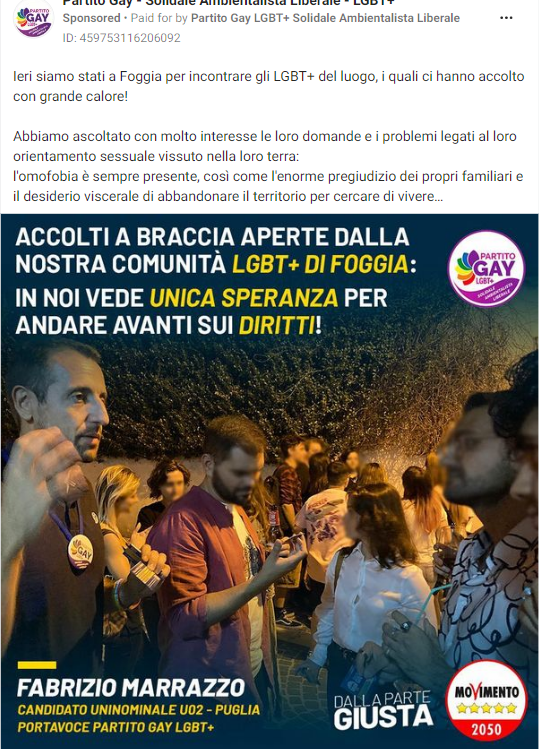 Partito Gay - Solidale Ambientalista Liberale - LGBT+
Sponsored • Paid for by Partito Gay LGBT+ Solidale Ambientalista Liberale
ID: 459753116206092
Ieri siamo stati a Foggia per incontrare gli LGBT+ del luogo, i quali ci hanno accolto
con grande calore!
Abbiamo ascoltato con molto interesse le loro domande e i problemi legati al loro
orientamento sessuale vissuto nella loro terra:
l'omofobia è sempre presente, così come l'enorme pregiudizio dei propri familiari e
il desiderio viscerale di abbandonare il territorio per cercare di vivere…
ACCOLTI A BRACCIA APERTE DALLA
NOSTRA COMUNITÀ LGBT+ DI FOGGIA:
IN NOI VEDE UNICA SPERANZA PER
ANDARE AVANTI SUI DIRITTI!
PARTITO
GAY
LGBT+
SOLIDALE
AMBIENTALISTA
LIBERALE
GAY
FABRIZIO MARRAZZO
CANDIDATO UNINOMINALE U02 - PUGLIA
PORTAVOCE PARTITO GAY LGBT+
DALLA PARTE
GIUSTA
MOVIMENTO
2050